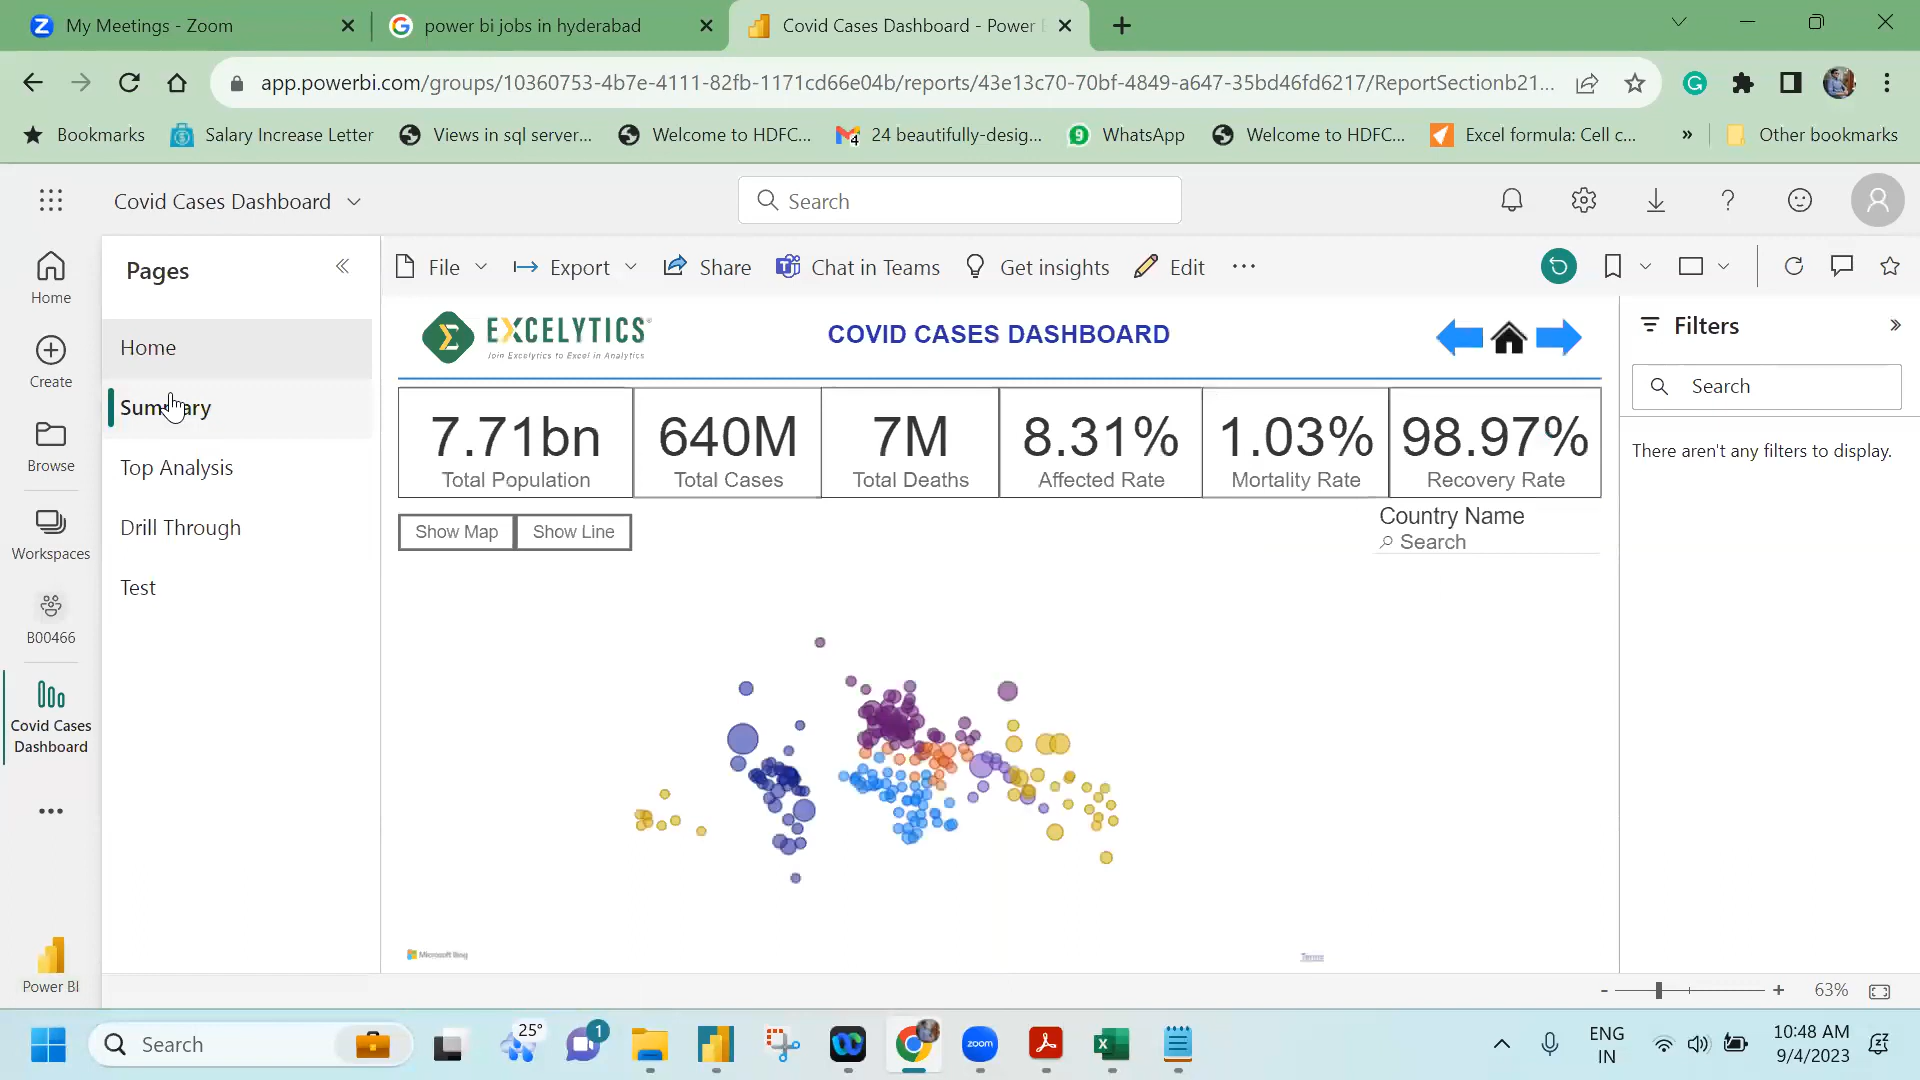 My Meetings - Zoom
power bi jobs in hyderabad
Covid Cases Dashboard - Power
app.powerbi.com/groups/10360753-4b7e-4111-82fb-1171cd66e04b/reports/43e13c70-70bf-4849-a647-35bd46fd6217/ReportSectionb21...
Bookmarks
Salary Increase Letter
Views in sql server...
Welcome to HDFC...
24 beautifully-desig...
WhatsApp
Welcome to HDFC...
Excel formula: Cell c...
»
Other bookmarks
Covid Cases Dashboard
Search
Home
Create
Browse
Workspaces
B00466
Covid Cases
Dashboard
Power BI
Pages
Home
Summary
Top Analysis
Drill Through
Test
File
Export
Share
Chat in Teams
Get insights
Edit
EXCELYTICS
Join Excelytics to Excel in Analytics
COVID CASES DASHBOARD
7.71bn
Total Population
640M
Total Cases
7M
Total Deaths
8.31%
Affected Rate
1.03%
Mortality Rate
98.97%
Recovery Rate
Show Map
Show Line
Country Name
Search
Microsoft Bing
Terms
Filters
Search
There aren't any filters to display.
- + 63%
Search
25°
1
zoom
ENG
IN
10:48 AM
9/4/2023